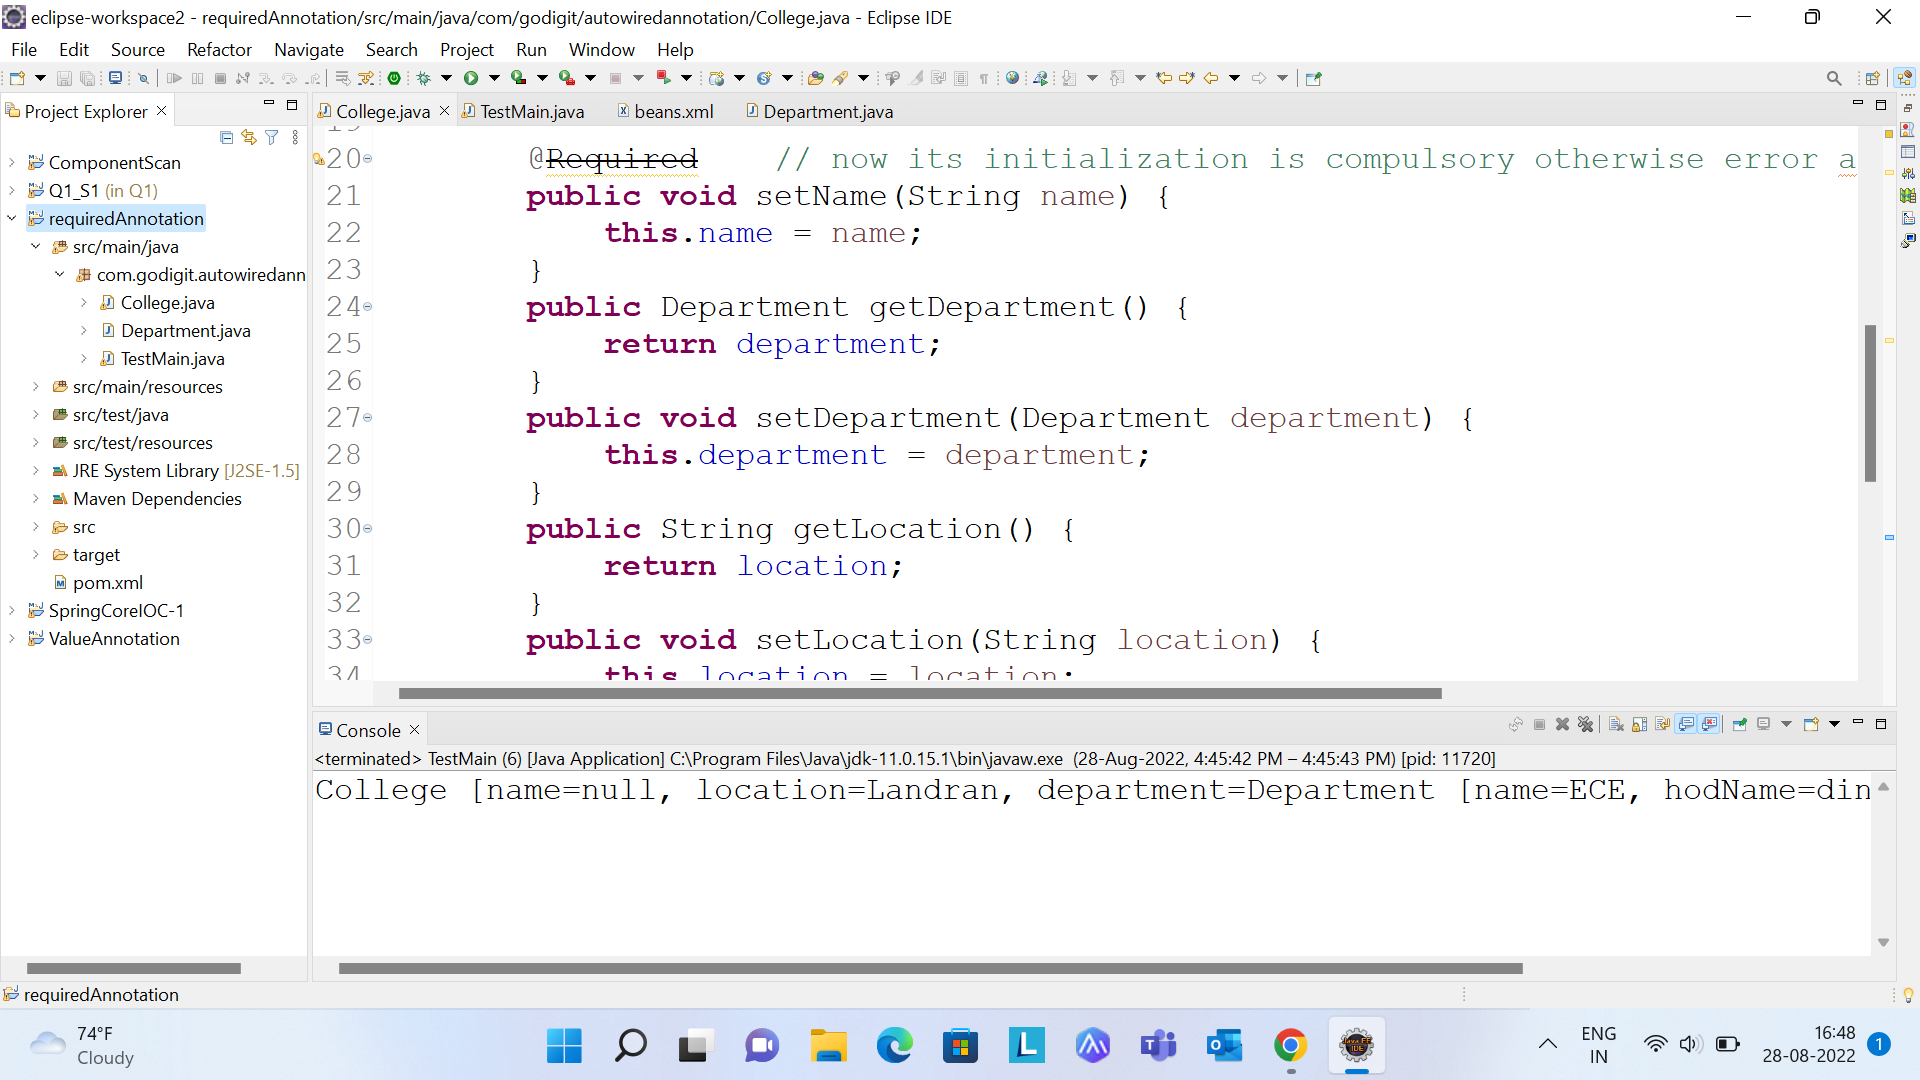 eclipse-workspace2 - requiredAnnotation/src/main/java/com/godigit/autowiredannotation/College.java - Eclipse IDE
File Edit Source Refactor Navigate Search Project Run Window Help
Project Explorer
ComponentScan
Q1_S1 (in Q1)
requiredAnnotation
src/main/java
com.godigit.autowiredann
College.java
Department.java
TestMain.java
src/main/resources
src/test/java
src/test/resources
JRE System Library [J2SE-1.5]
Maven Dependencies
src
target
pom.xml
SpringCoreIOC-1
ValueAnnotation
College.java TestMain.java beans.xml Department.java
19
20 @Required // now its initialization is compulsory otherwise error a
21 public void setName(String name) {
22 this.name = name;
23 }
24 public Department getDepartment() {
25 return department;
26 }
27 public void setDepartment(Department department) {
28 this.department = department;
29 }
30 public String getLocation() {
31 return location;
32 }
33 public void setLocation(String location) {
34 this.location = location;
Console
<terminated> TestMain (6) [Java Application] C:\Program Files\Java\jdk-11.0.15.1\bin\javaw.exe (28-Aug-2022, 4:45:42 PM – 4:45:43 PM) [pid: 11720]
College [name=null, location=Landran, department=Department [name=ECE, hodName=din
requiredAnnotation
74°F
Cloudy
ENG
IN
16:48
28-08-2022
1